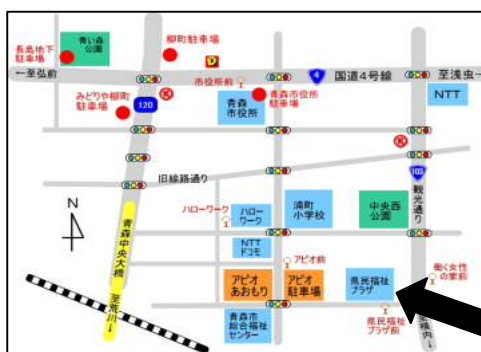 長島地下
駐車場
青い森
公園
柳町駐車場
←至弘前
市役所前
4
国道4号線
至浅虫→
みどりや柳町
駐車場
120
青森
市役所
青森市役所
駐車場
NTT
旧線路通り
103
観光通り
N
ハローワーク
ハロー
ワーク
浦町
小学校
中央西
公園
NTT
ドコモ
青森中央大橋
アピオ前
働く女性
の家前
アピオ
あおもり
アピオ
駐車場
県民福祉
プラザ
至荒川↓
青森市
総合福祉
センター
県民福祉
プラザ前
至横内↓